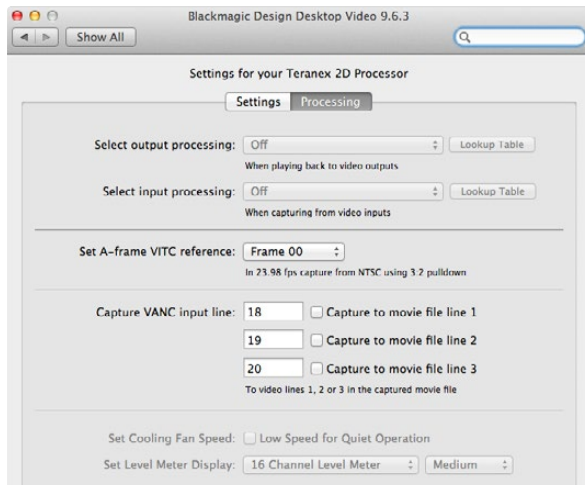 Blackmagic Design Desktop Video 9.6.3
Show All
Settings for your Teranex 2D Processor
Settings Processing
Select output processing: Off Lookup Table
When playing back to video outputs
Select input processing: Off Lookup Table
When capturing from video inputs
Set A-frame VITC reference: Frame 00
In 23.98 fps capture from NTSC using 3:2 pulldown
Capture VANC input line: 18 Capture to movie file line 1
19 Capture to movie file line 2
20 Capture to movie file line 3
To video lines 1, 2 or 3 in the captured movie file
Set Cooling Fan Speed: Low Speed for Quiet Operation
Set Level Meter Display: 16 Channel Level Meter Medium